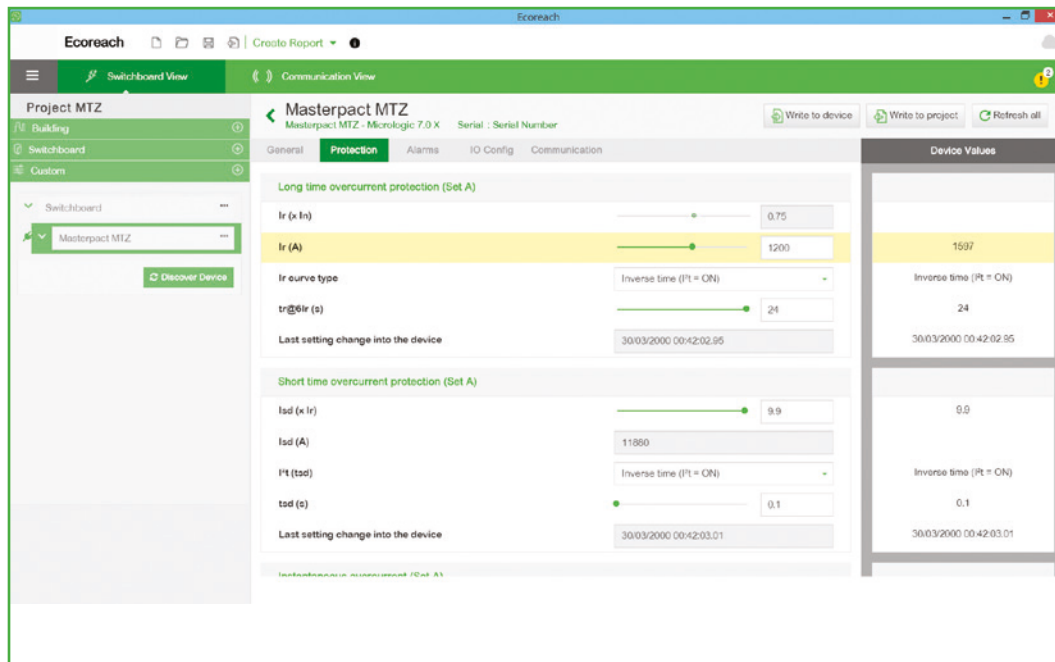 Ecoreach
Ecoreach Create Report
Switchboard View Communication View 2
Project MTZ
Building
Switchboard
Custom
Switchboard
Masterpact MTZ
Discover Device
Masterpact MTZ
Masterpact MTZ - Micrologic 7.0 X Serial : Serial Number
Write to device Write to project Refresh all
General Protection Alarms IO Config Communication Device Values
Long time overcurrent protection (Set A)
Ir (x In) 0.75
Ir (A) 1200 1597
Ir curve type Inverse time (I²t = ON) Inverse time (I²t = ON)
tr@6Ir (s) 24 24
Last setting change into the device 30/03/2000 00:42:02.95 30/03/2000 00:42:02.95
Short time overcurrent protection (Set A)
Isd (x Ir) 9.9 9.9
Isd (A) 11880
I²t (tsd) Inverse time (I²t = ON) Inverse time (I²t = ON)
tsd (s) 0.1 0.1
Last setting change into the device 30/03/2000 00:42:03.01 30/03/2000 00:42:03.01
Instantaneous overcurrent (Set A)